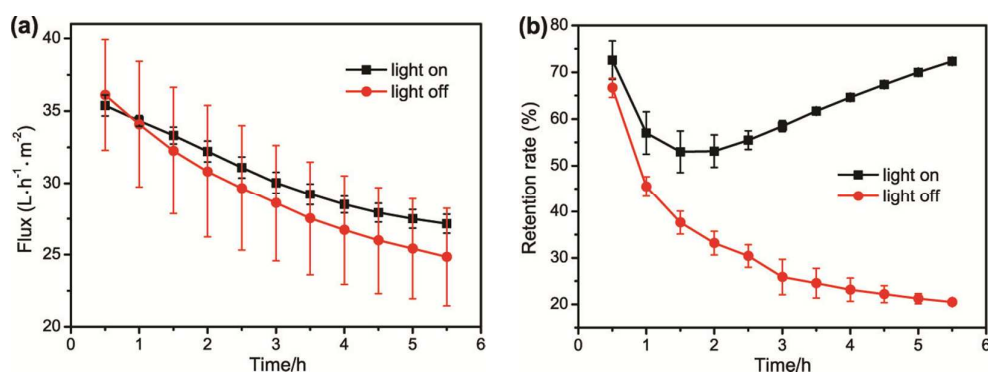 (a)
40
35
30
25
20
Flux (L·h⁻¹·m⁻²)
light on
light off
0 1 2 3 4 5 6
Time/h
(b)
80
70
60
50
40
30
20
Retention rate (%)
light on
light off
0 1 2 3 4 5 6
Time/h